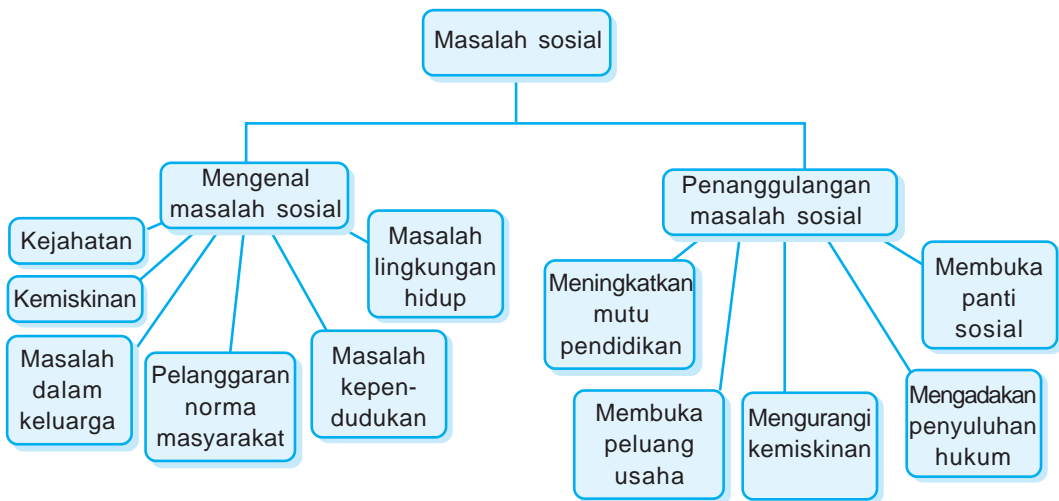 Masalah sosial
Mengenal
masalah sosial
Kejahatan
Kemiskinan
Masalah
dalam
keluarga
Pelanggaran
norma
masyarakat
Masalah
kepen-
dudukan
Masalah
lingkungan
hidup
Penanggulangan
masalah sosial
Meningkatkan
mutu
pendidikan
Membuka
peluang
usaha
Mengurangi
kemiskinan
Mengadakan
penyuluhan
hukum
Membuka
panti
sosial